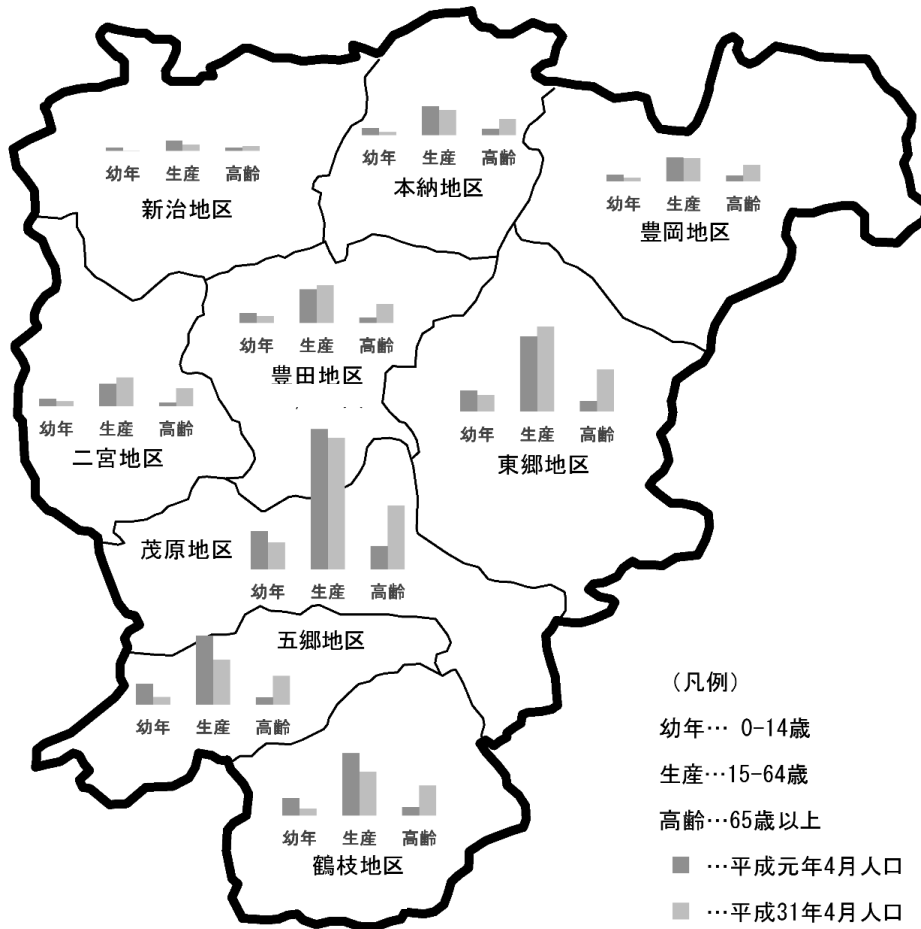 幼年 生産 高齢
新治地区
幼年 生産 高齢
本納地区
幼年 生産 高齢
豊岡地区
幼年 生産 高齢
豊田地区
幼年 生産 高齢
二宮地区
幼年 生産 高齢
東郷地区
茂原地区
幼年 生産 高齢
五郷地区
幼年 生産 高齢
幼年 生産 高齢
鶴枝地区
(凡例)
幼年… 0-14歳
生産…15-64歳
高齢…65歳以上
…平成元年4月人口
…平成31年4月人口